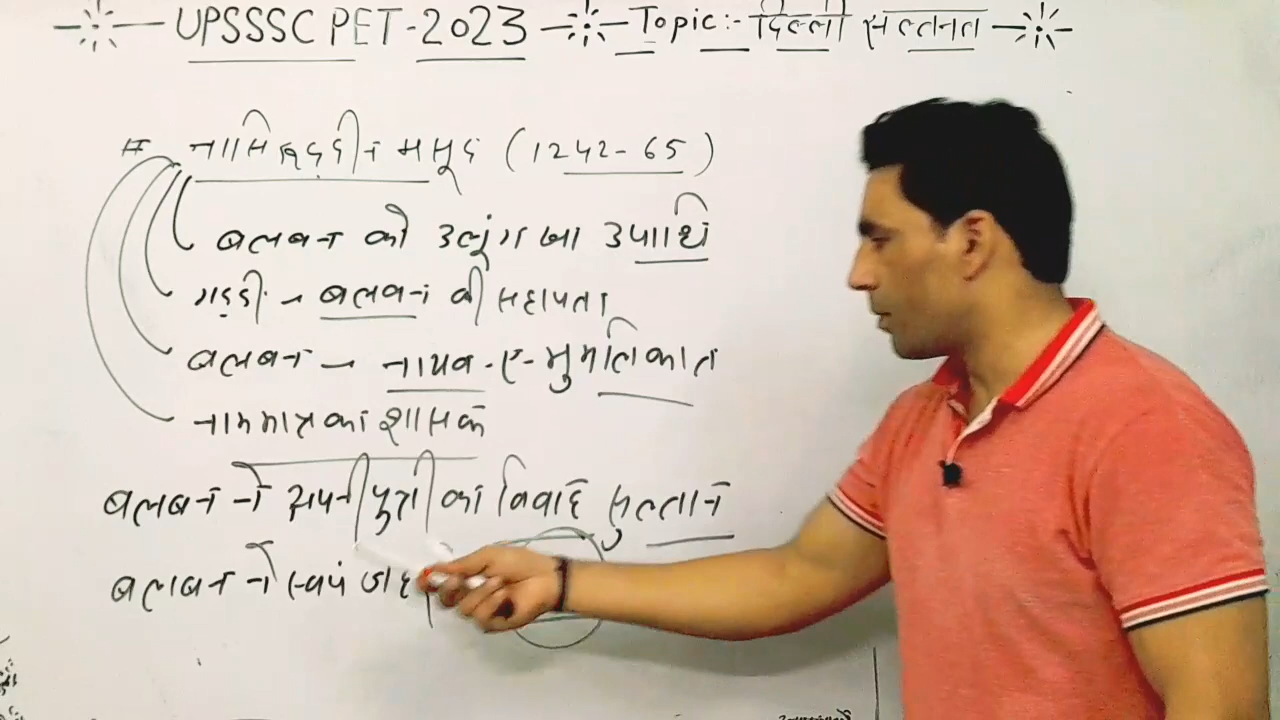 UPSSSC PET-2023 Topic:- दिल्ली सल्तनत
# नासिरुद्दीन महमूद (1242-65)
बलबन को उलूंग खा उपाधि
गद्दी - बलबन की सहायता
बलबन - नायब-ए-मुमलिकात
नाममात्र का शासक
बलबन ने अपनी पुत्री का विवाह सुल्तान
बलबन ने स्वयं